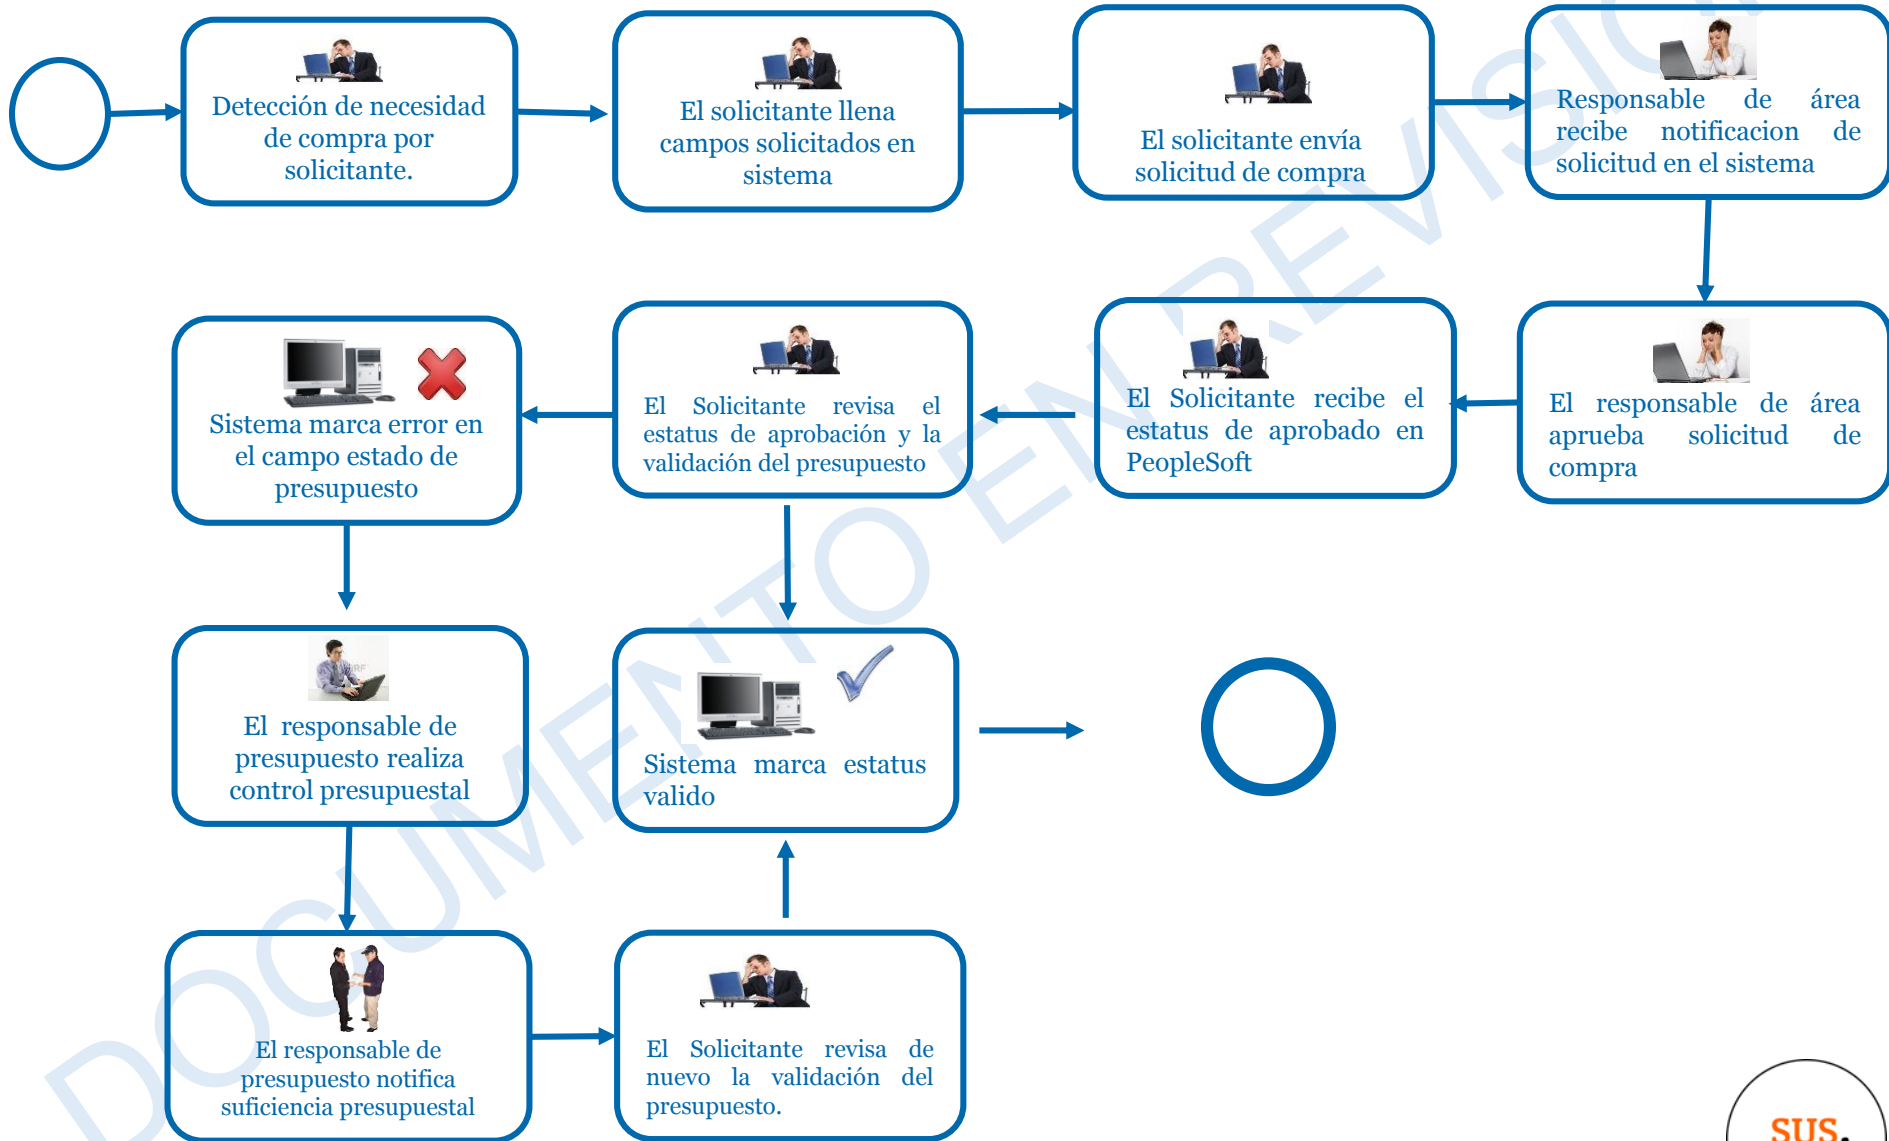 Detección de necesidad
de compra por
solicitante.
El solicitante llena
campos solicitados en
sistema
El solicitante envía
solicitud de compra
Responsable de área
recibe notificacion de
solicitud en el sistema
Sistema marca error en
el campo estado de
presupuesto
El Solicitante revisa el
estatus de aprobación y la
validación del presupuesto
El Solicitante recibe el
estatus de aprobado en
PeopleSoft
El responsable de área
aprueba solicitud de
compra
El responsable de
presupuesto realiza
control presupuestal
Sistema marca estatus
valido
El responsable de
presupuesto notifica
suficiencia presupuestal
El Solicitante revisa de
nuevo la validación del
presupuesto.
DOCUMENTO EN REVISIÓN
sus.